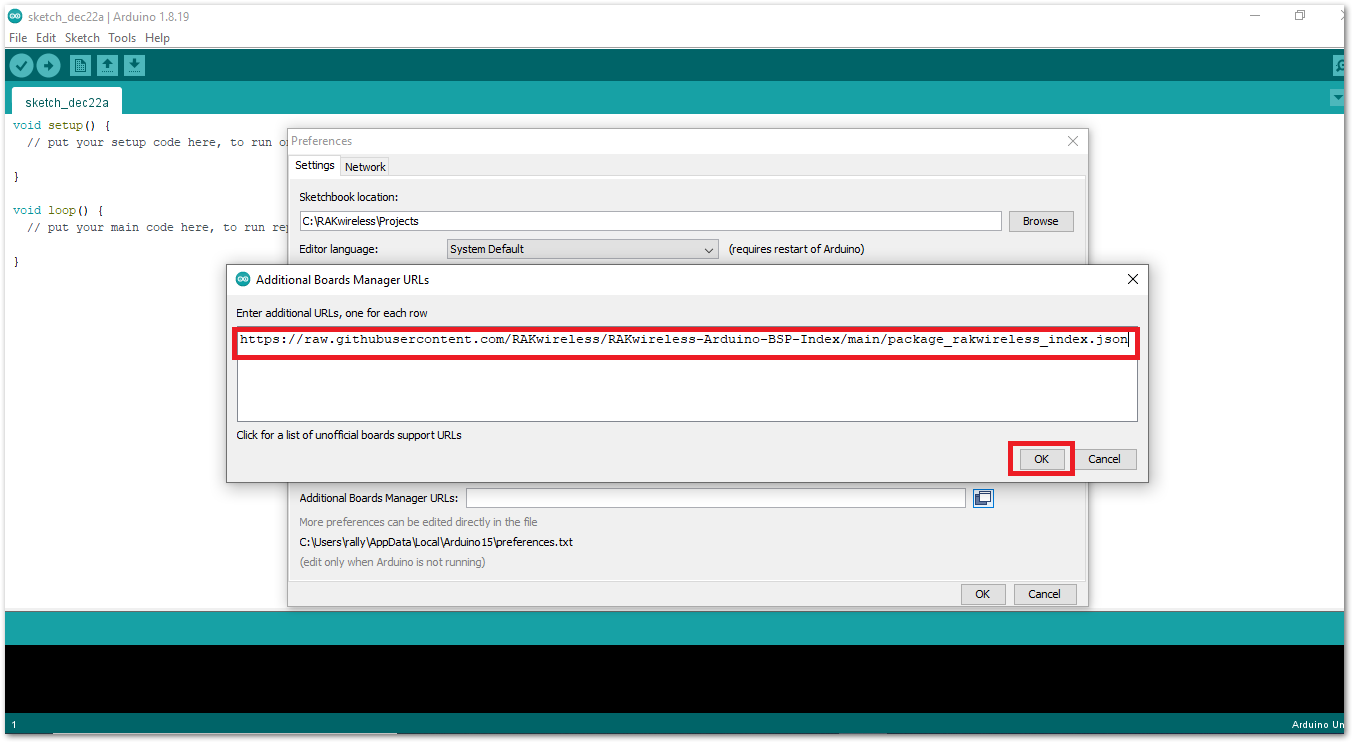 sketch_dec22a | Arduino 1.8.19
File Edit Sketch Tools Help
sketch_dec22a
void setup() {
// put your setup code here, to run
}
void loop() {
// put your main code here, to run
}
Preferences
Settings Network
Sketchbook location:
C:\RAKwireless\Projects Browse
Editor language: System Default (requires restart of Arduino)
Additional Boards Manager URLs
Enter additional URLs, one for each row
https://raw.githubusercontent.com/RAKwireless/RAKwireless-Arduino-BSP-Index/main/package_rakwireless_index.json
Click for a list of unofficial boards support URLs
OK Cancel
Additional Boards Manager URLs:
More preferences can be edited directly in the file
C:\Users\rally\AppData\Local\Arduino15\preferences.txt
(edit only when Arduino is not running)
OK Cancel
1 Arduino Un